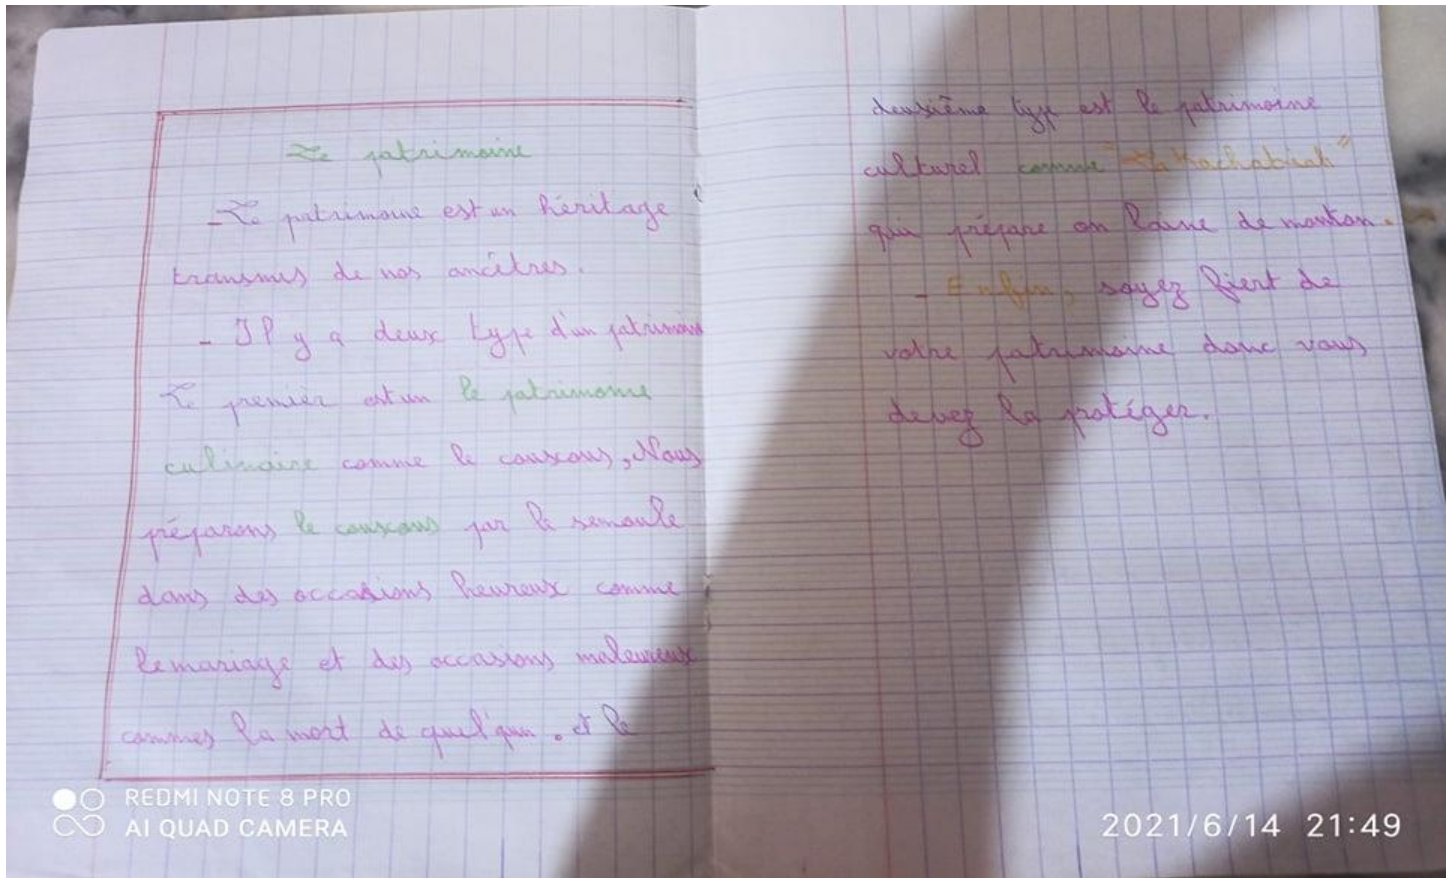 Le patrimoine
- Le patrimoine est un héritage
transmis de nos ancêtres.
- Il y a deux type d'un patrimoine
Le premier est un le patrimoine
culinaire comme le couscous, Nous
préparons le couscous par la semoule
dans des occasions heureux comme
le mariage et des occasions maleureux
commes la mort de quelqun. et le
deuxième type est le patrimoine
culturel comme "La Kachabiah"
qui prépare on laine de monton.
- Enfin, soyez fiert de
votre patrimoine donc vous
devez la protéger.
REDMI NOTE 8 PRO
AI QUAD CAMERA
2021/6/14 21:49